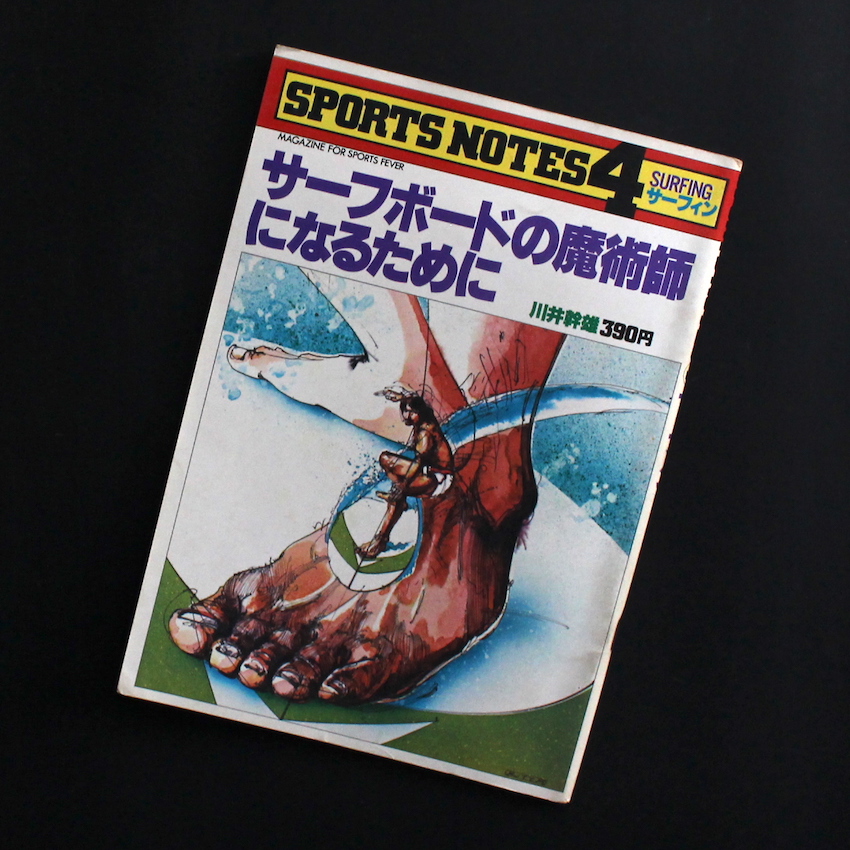 SPORTS NOTES 4
SURFING
サーフィン
MAGAZINE FOR SPORTS FEVER
サーフボードの魔術師
になるために
川井幹雄 390円